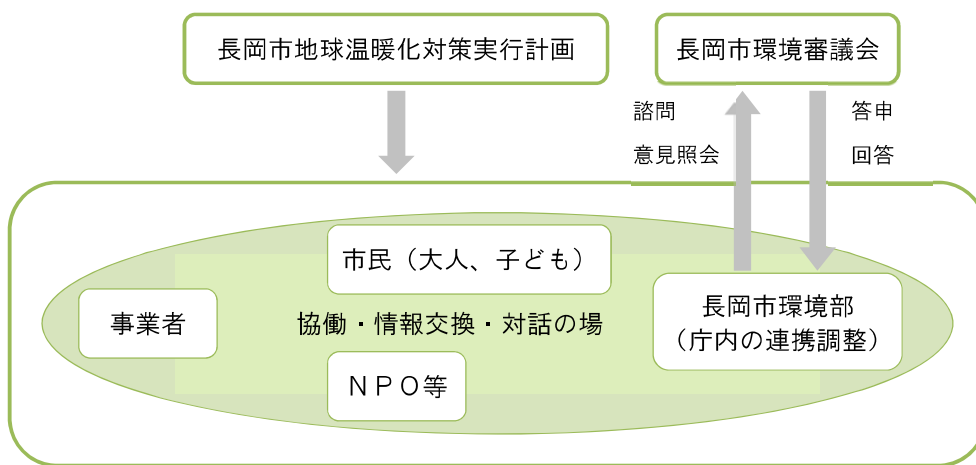 長岡市地球温暖化対策実行計画
長岡市環境審議会
諮問
意見照会
答申
回答
市民（大人、子ども）
事業者
協働・情報交換・対話の場
長岡市環境部
（庁内の連携調整）
ＮＰＯ等